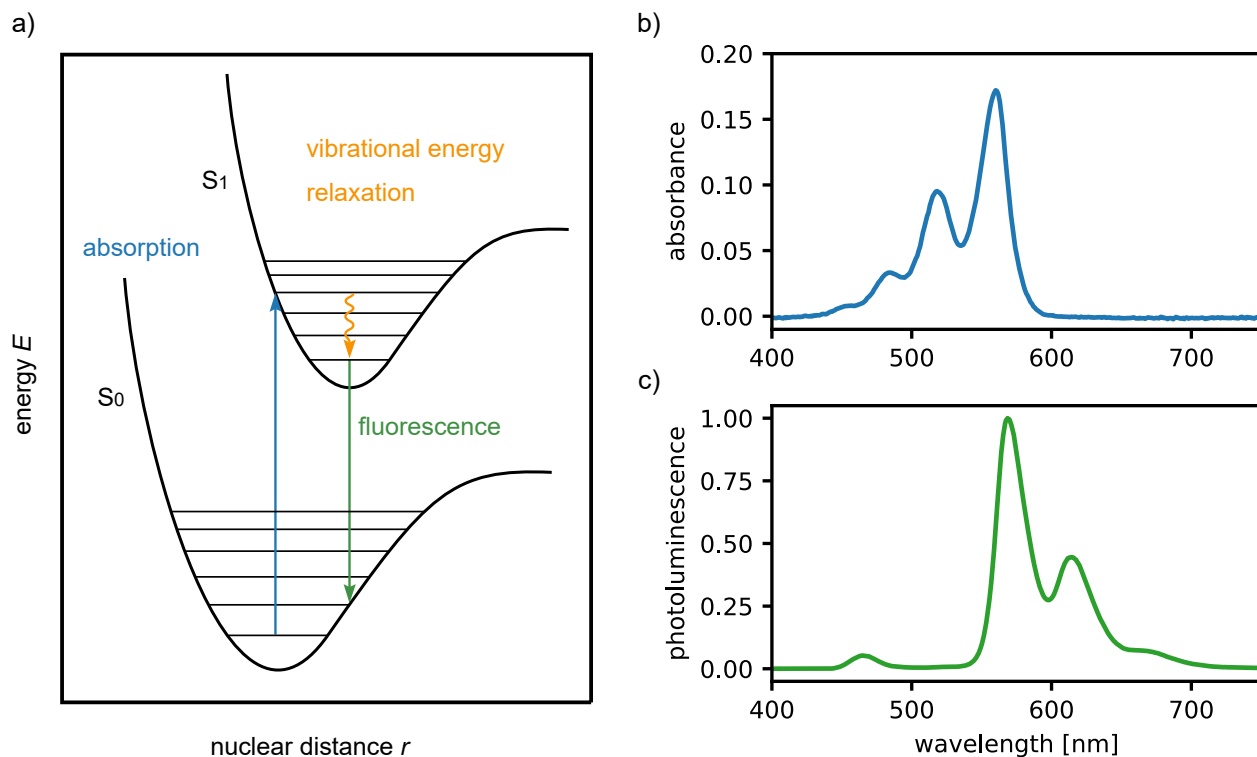 a)
energy E
S1
vibrational energy
relaxation
absorption
S0
fluorescence
nuclear distance r
b)
absorbance
0.20
0.15
0.10
0.05
0.00
400 500 600 700
c)
photoluminescence
1.00
0.75
0.50
0.25
0.00
400 500 600 700
wavelength [nm]